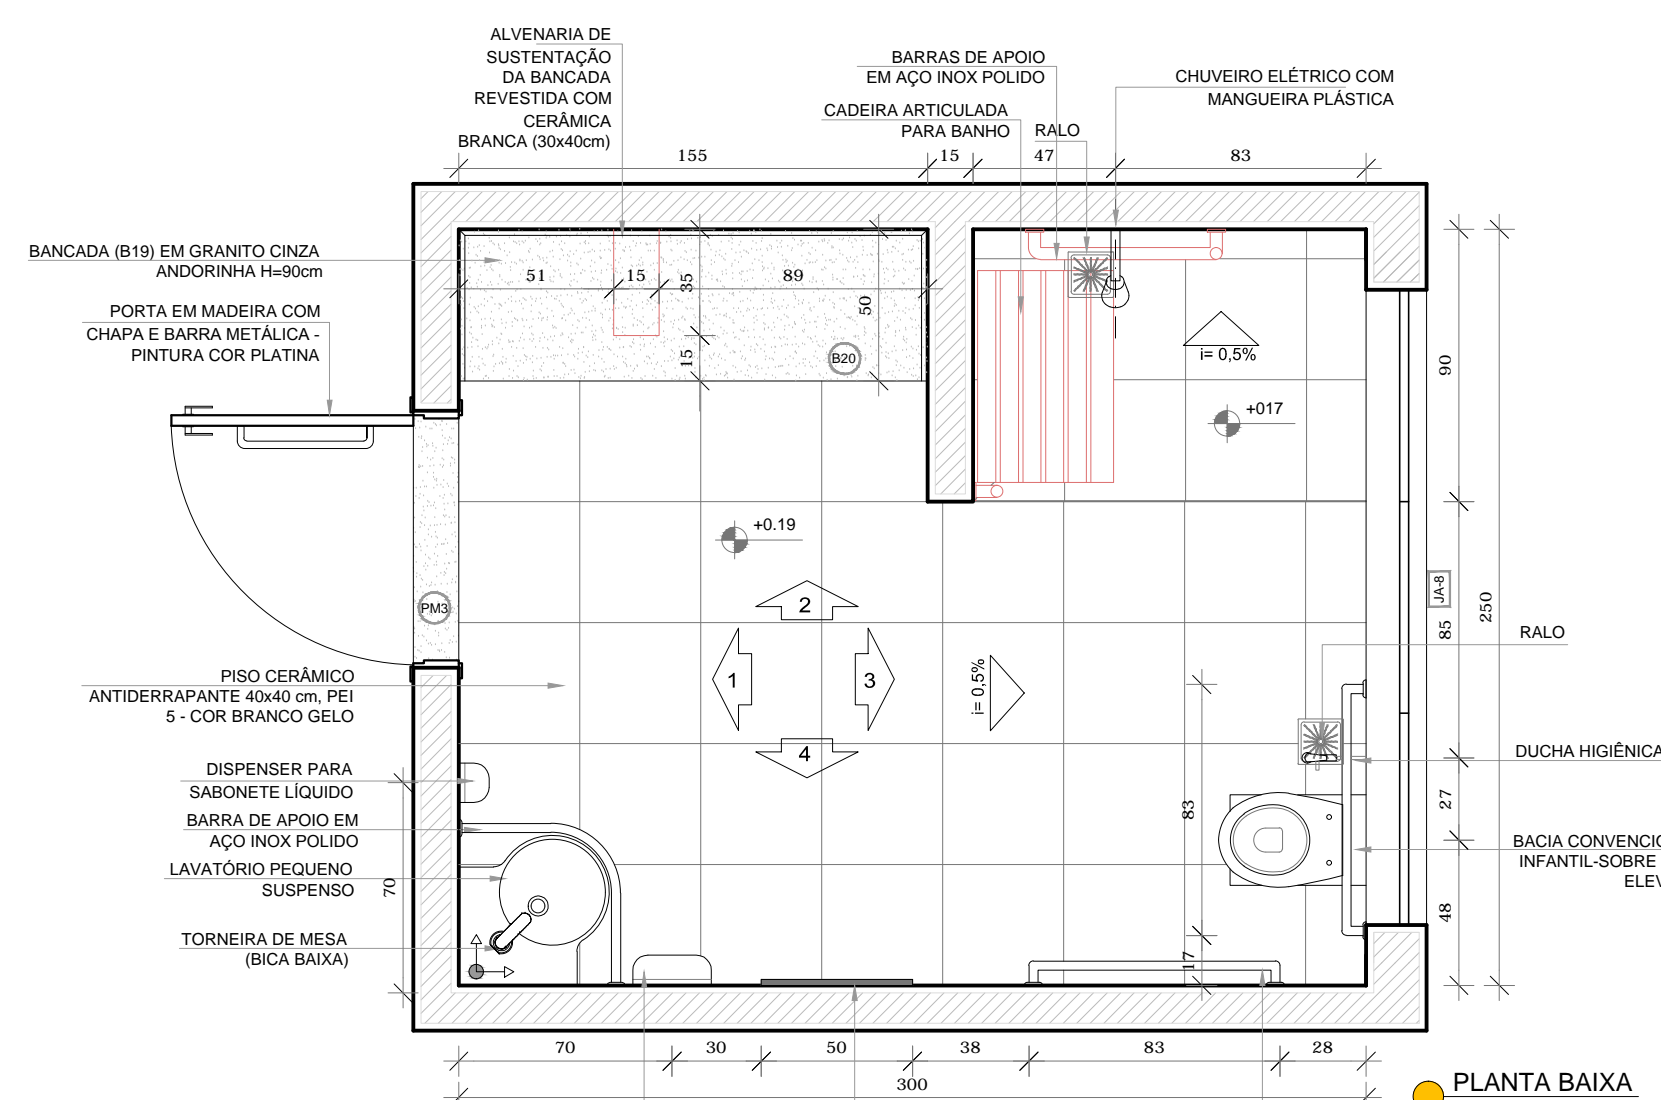 ALVENARIA DE
SUSTENTAÇÃO
DA BANCADA
REVESTIDA COM
CERÂMICA
BRANCA (30x40cm)
BARRAS DE APOIO
EM AÇO INOX POLIDO
CADEIRA ARTICULADA
PARA BANHO
RALO
CHUVEIRO ELÉTRICO COM
MANGUEIRA PLÁSTICA
155
15
47
83
BANCADA (B19) EM GRANITO CINZA
ANDORINHA H=90cm
PORTA EM MADEIRA COM
CHAPA E BARRA METÁLICA -
PINTURA COR PLATINA
51
15
35
89
50
15
B20
i= 0,5%
+017
90
+0.19
PM3
JA-8
250
85
RALO
2
1
3
4
i= 0,5%
PISO CERÂMICO
ANTIDERRAPANTE 40x40 cm, PEI
5 - COR BRANCO GELO
DISPENSER PARA
SABONETE LÍQUIDO
BARRA DE APOIO EM
AÇO INOX POLIDO
LAVATÓRIO PEQUENO
SUSPENSO
TORNEIRA DE MESA
(BICA BAIXA)
70
83
17
DUCHA HIGIÊNICA
27
BACIA CONVENCIO
INFANTIL-SOBRE
ELEV
48
70
30
50
38
83
28
300
PLANTA BAIXA